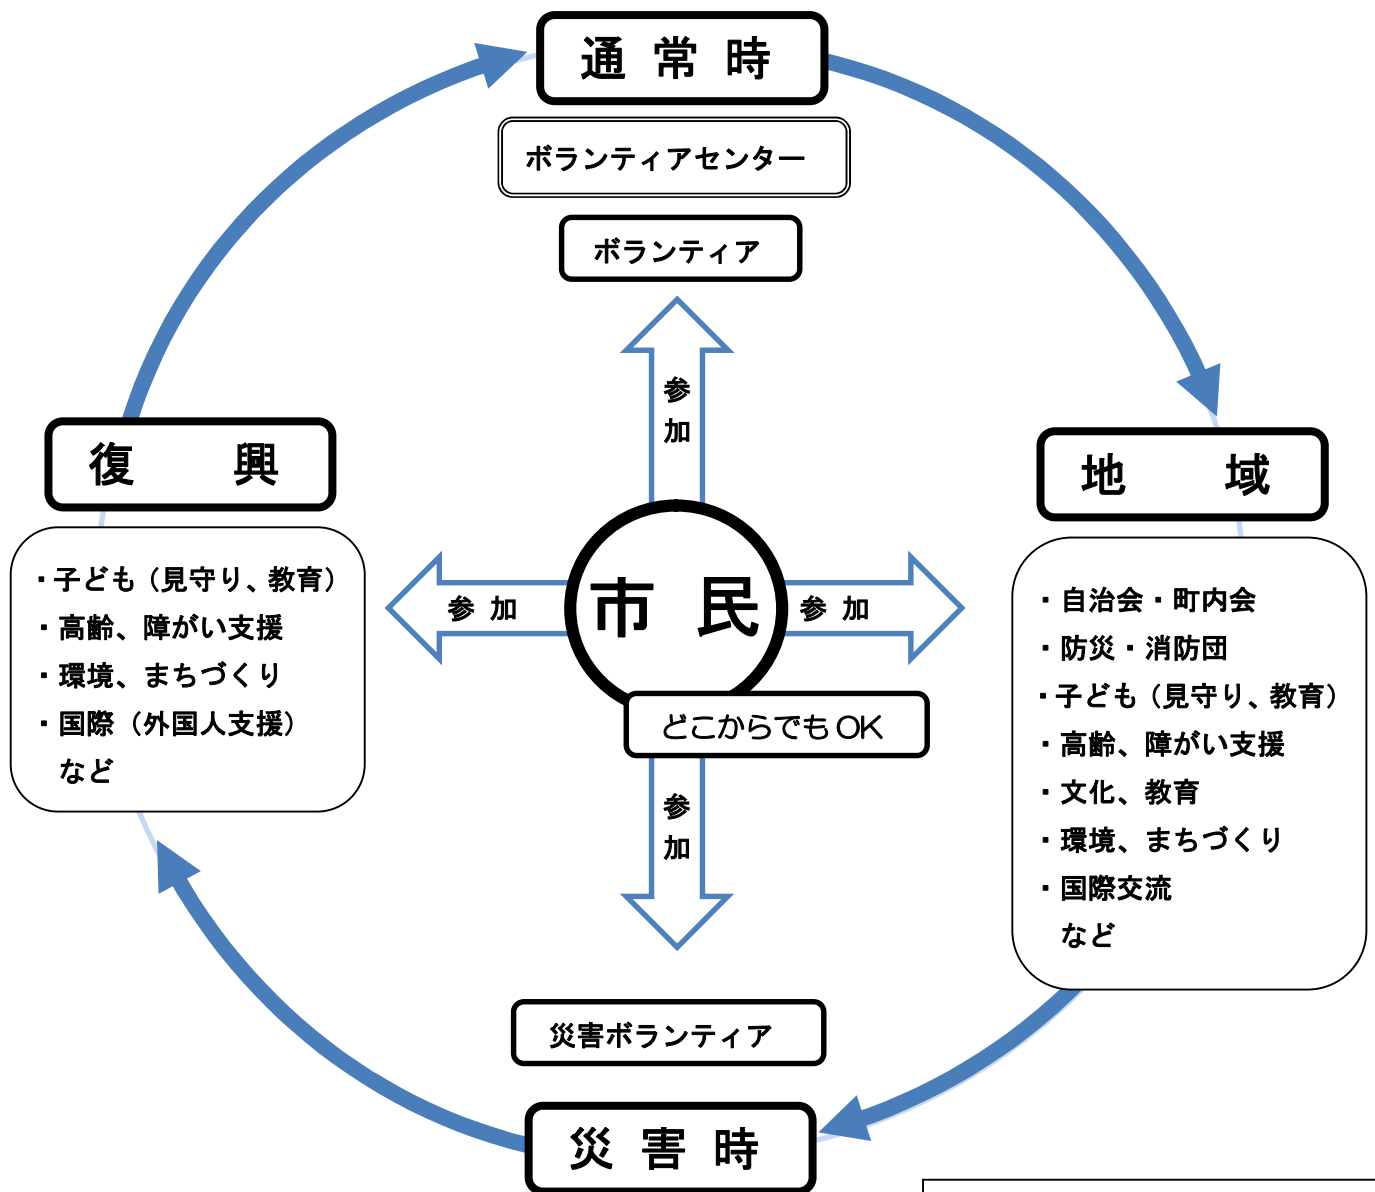 通 常 時
ボランティアセンター
ボランティア
参
加
復 興
・子ども(見守り、教育)
・高齢、障がい支援
・環境、まちづくり
・国際(外国人支援)
など
参 加
市 民
参 加
どこからでもOK
地 域
・自治会・町内会
・防災・消防団
・子ども(見守り、教育)
・高齢、障がい支援
・文化、教育
・環境、まちづくり
・国際交流
など
参
加
災害ボランティア
災 害 時